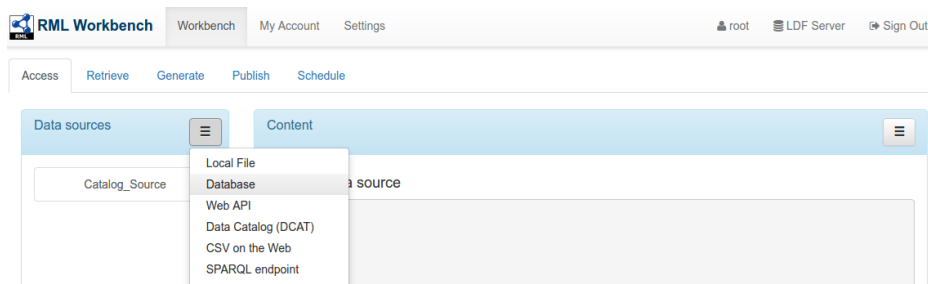 RML Workbench Workbench My Account Settings root LDF Server Sign Out
RML
Access Retrieve Generate Publish Schedule
Data sources Content
Local File
Catalog_Source Database a source
Web API
Data Catalog (DCAT)
CSV on the Web
SPARQL endpoint